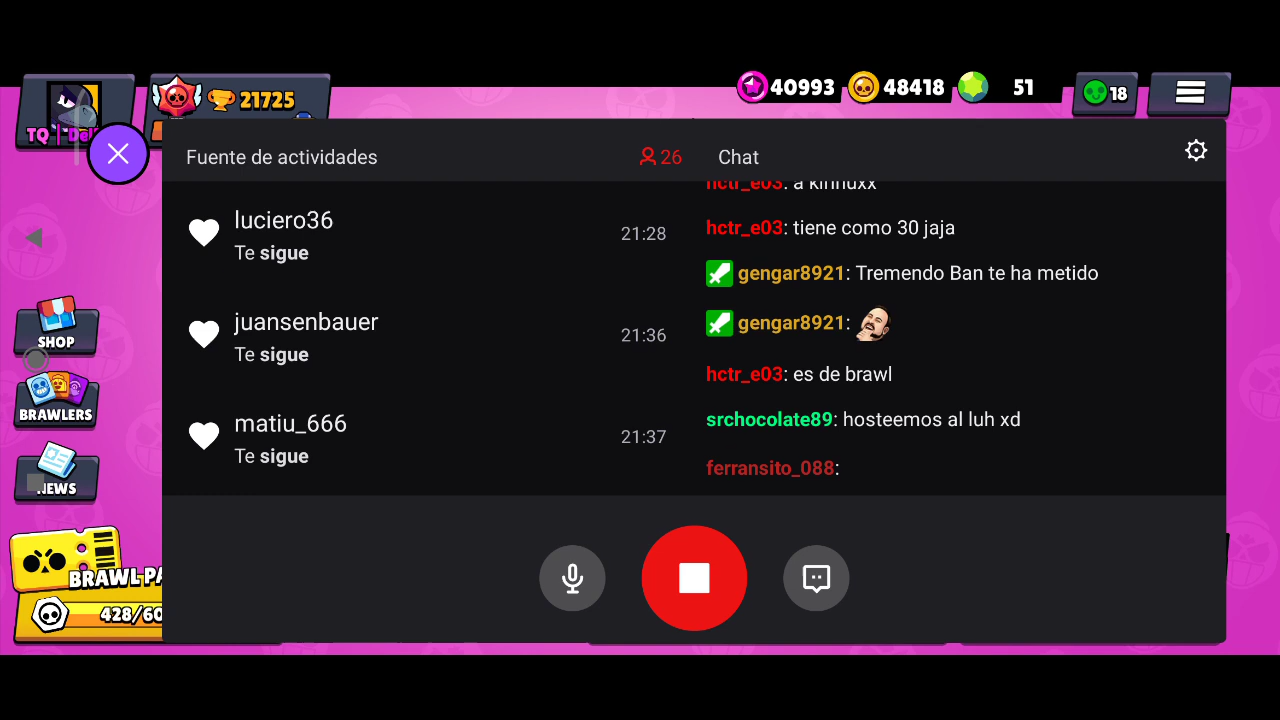 21725
40993
48418
51
18
TQ
Fuente de actividades
26
Chat
luciero36
Te sigue
21:28
juansenbauer
Te sigue
21:36
matiu_666
Te sigue
21:37
hctr_e03: a kinnuxx
hctr_e03: tiene como 30 jaja
gengar8921: Tremendo Ban te ha metido
gengar8921:
hctr_e03: es de brawl
srchocolate89: hosteemos al luh xd
ferransito_088:
SHOP
BRAWLERS
NEWS
BRAWL PA
428/60